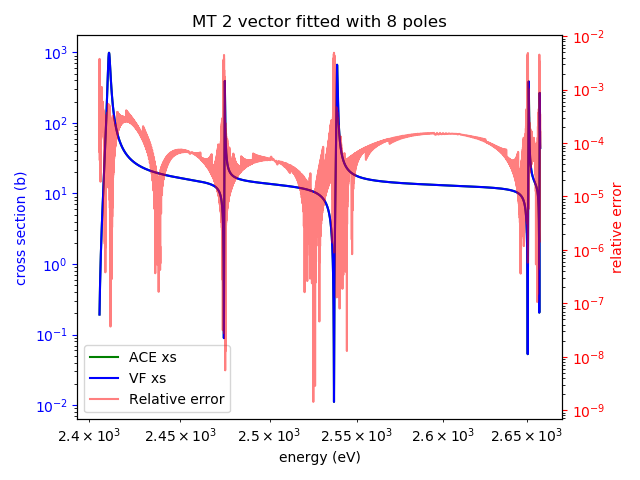 MT 2 vector fitted with 8 poles
cross section (b)
10³
10²
10¹
10⁰
10⁻¹
10⁻²
10⁻²
10⁻³
10⁻⁴
10⁻⁵
10⁻⁶
10⁻⁷
10⁻⁸
10⁻⁹
relative error
ACE xs
VF xs
Relative error
2.4 × 10³ 2.45 × 10³ 2.5 × 10³ 2.55 × 10³ 2.6 × 10³ 2.65 × 10³
energy (eV)